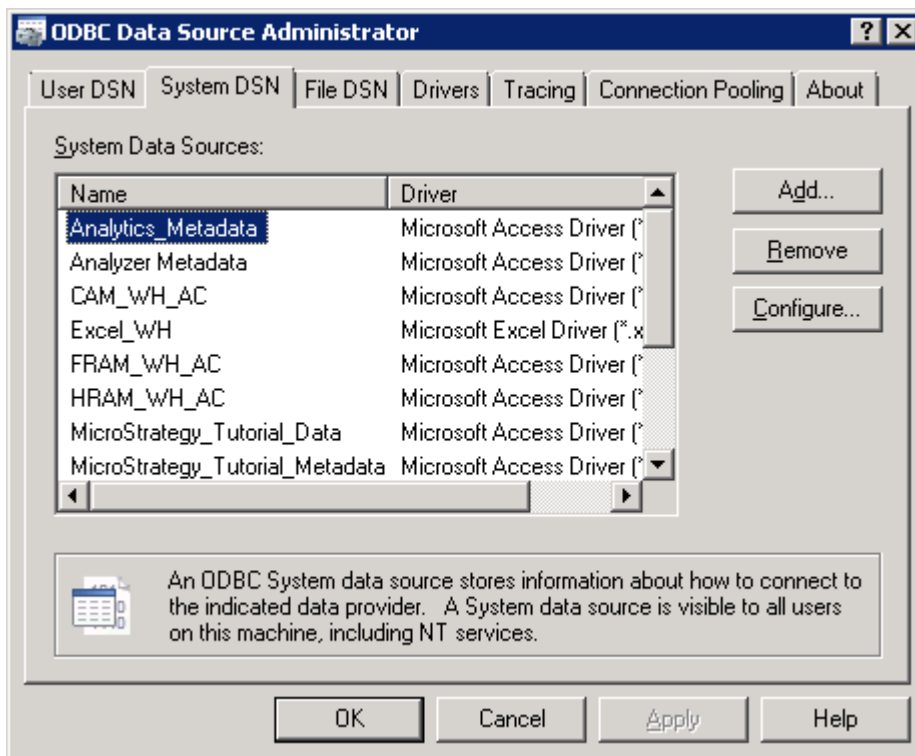 ODBC Data Source Administrator
User DSN System DSN File DSN Drivers Tracing Connection Pooling About
System Data Sources:
Name Driver
Analytics_Metadata Microsoft Access Driver (*
Analyzer Metadata Microsoft Access Driver (*
CAM_WH_AC Microsoft Access Driver (*
Excel_WH Microsoft Excel Driver (*.x
FRAM_WH_AC Microsoft Access Driver (*
HRAM_WH_AC Microsoft Access Driver (*
MicroStrategy_Tutorial_Data Microsoft Access Driver (*
MicroStrategy_Tutorial_Metadata Microsoft Access Driver (*
Add...
Remove
Configure...
An ODBC System data source stores information about how to connect to
the indicated data provider. A System data source is visible to all users
on this machine, including NT services.
OK Cancel Apply Help